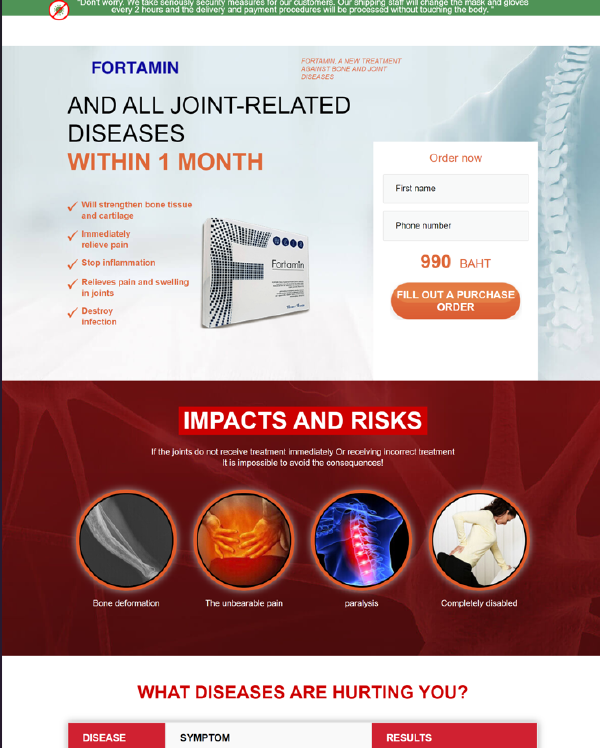 "Don't worry. We take seriously security measures for our customers. Our shipping staff will change the mask and gloves
every 2 hours and the delivery and payment procedures will be processed without touching the body. "
FORTAMIN
FORTAMIN, A NEW TREATMENT
AGAINST BONE AND JOINT
DISEASES
AND ALL JOINT-RELATED
DISEASES
WITHIN 1 MONTH
Will strengthen bone tissue
and cartilage
Immediately
relieve pain
Stop inflammation
Relieves pain and swelling
in joints
Destroy
infection
Fortamin
Order now
First name
Phone number
990 BAHT
FILL OUT A PURCHASE
ORDER
IMPACTS AND RISKS
If the joints do not receive treatment immediately Or receiving incorrect treatment
It is impossible to avoid the consequences!
Bone deformation
The unbearable pain
paralysis
Completely disabled
WHAT DISEASES ARE HURTING YOU?
DISEASE
SYMPTOM
RESULTS